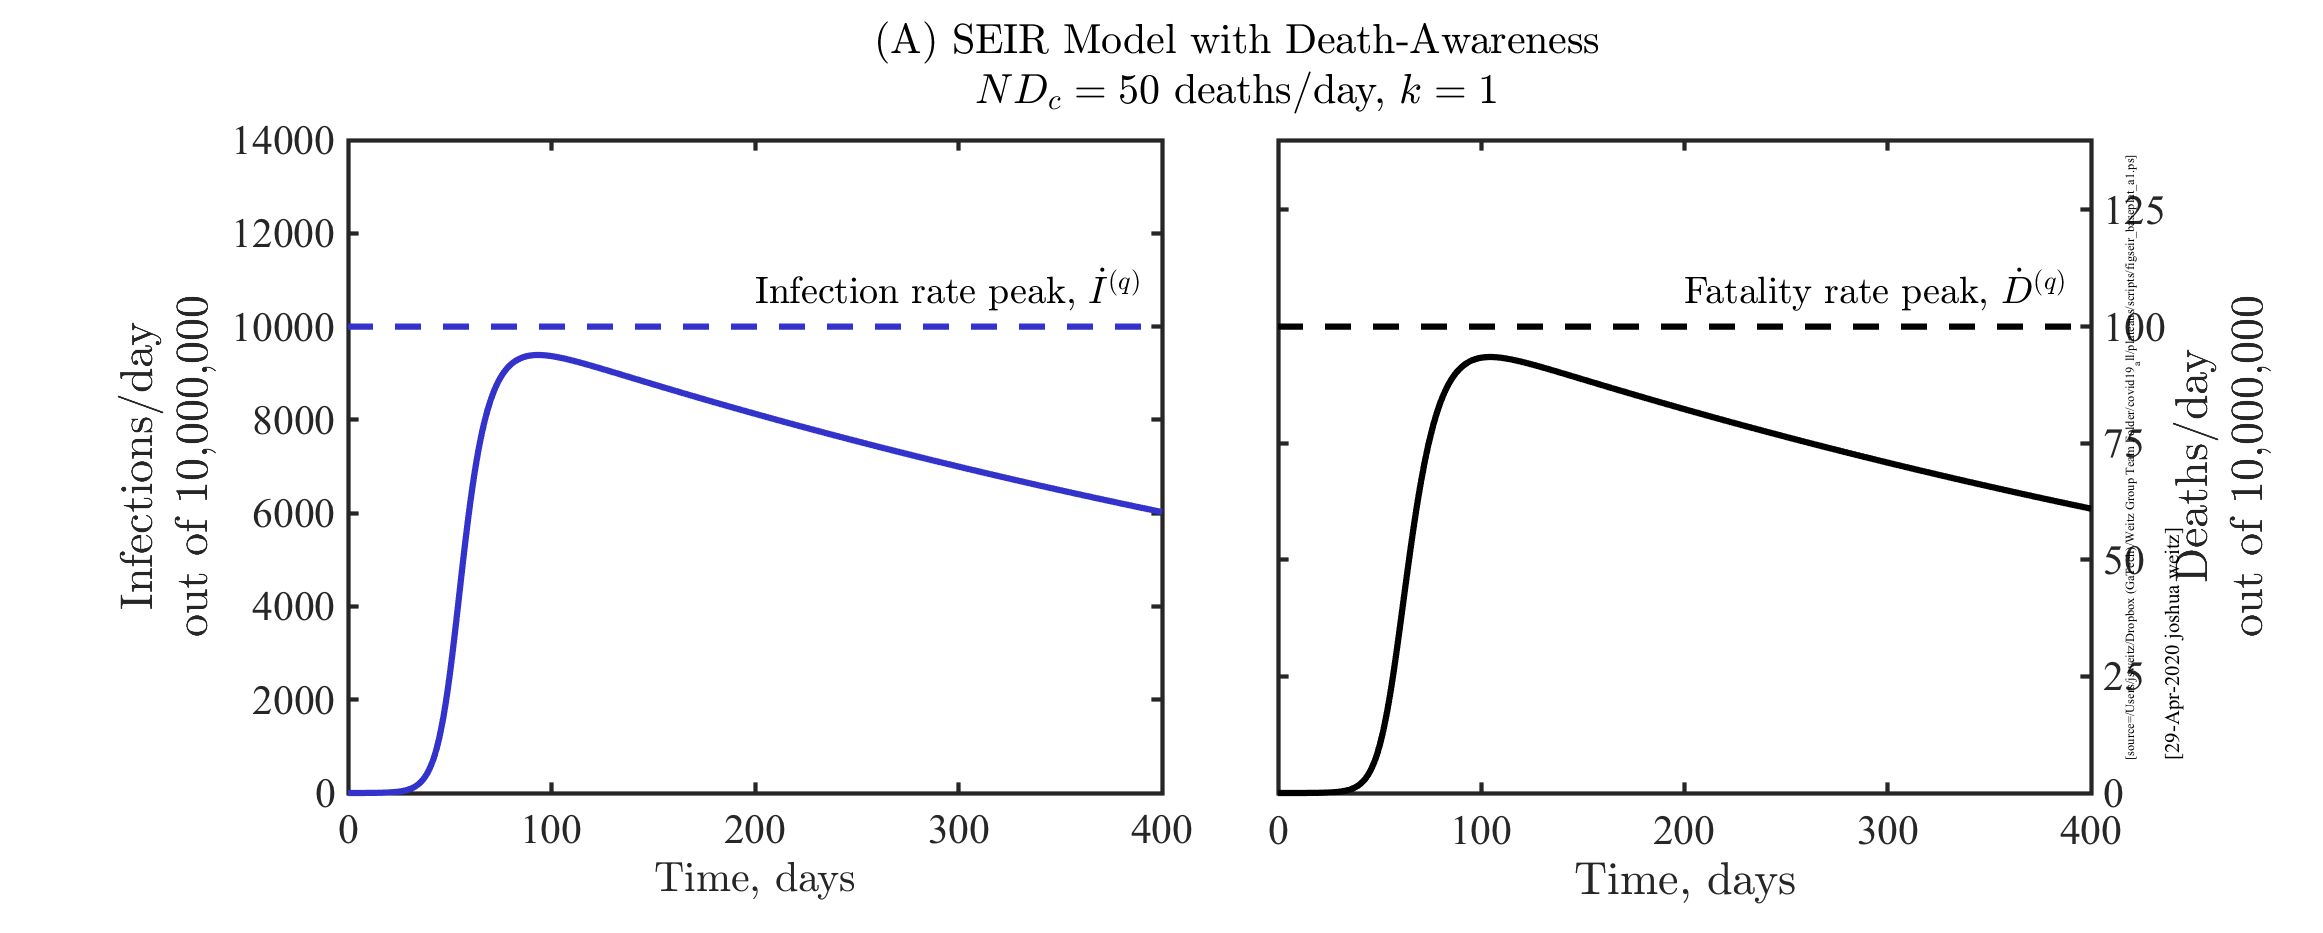 (A) SEIR Model with Death-Awareness
ND_c = 50 deaths/day, k = 1
Infections/day
out of 10,000,000
14000
12000
10000
8000
6000
4000
2000
0
Infection rate peak, İ^(q)
0 100 200 300 400
Time, days
Fatality rate peak, Ḋ^(q)
125
100
75
50
25
0
0 100 200 300 400
Time, days
Deaths/day
out of 10,000,000
[29-Apr-2020 joshua weitz]